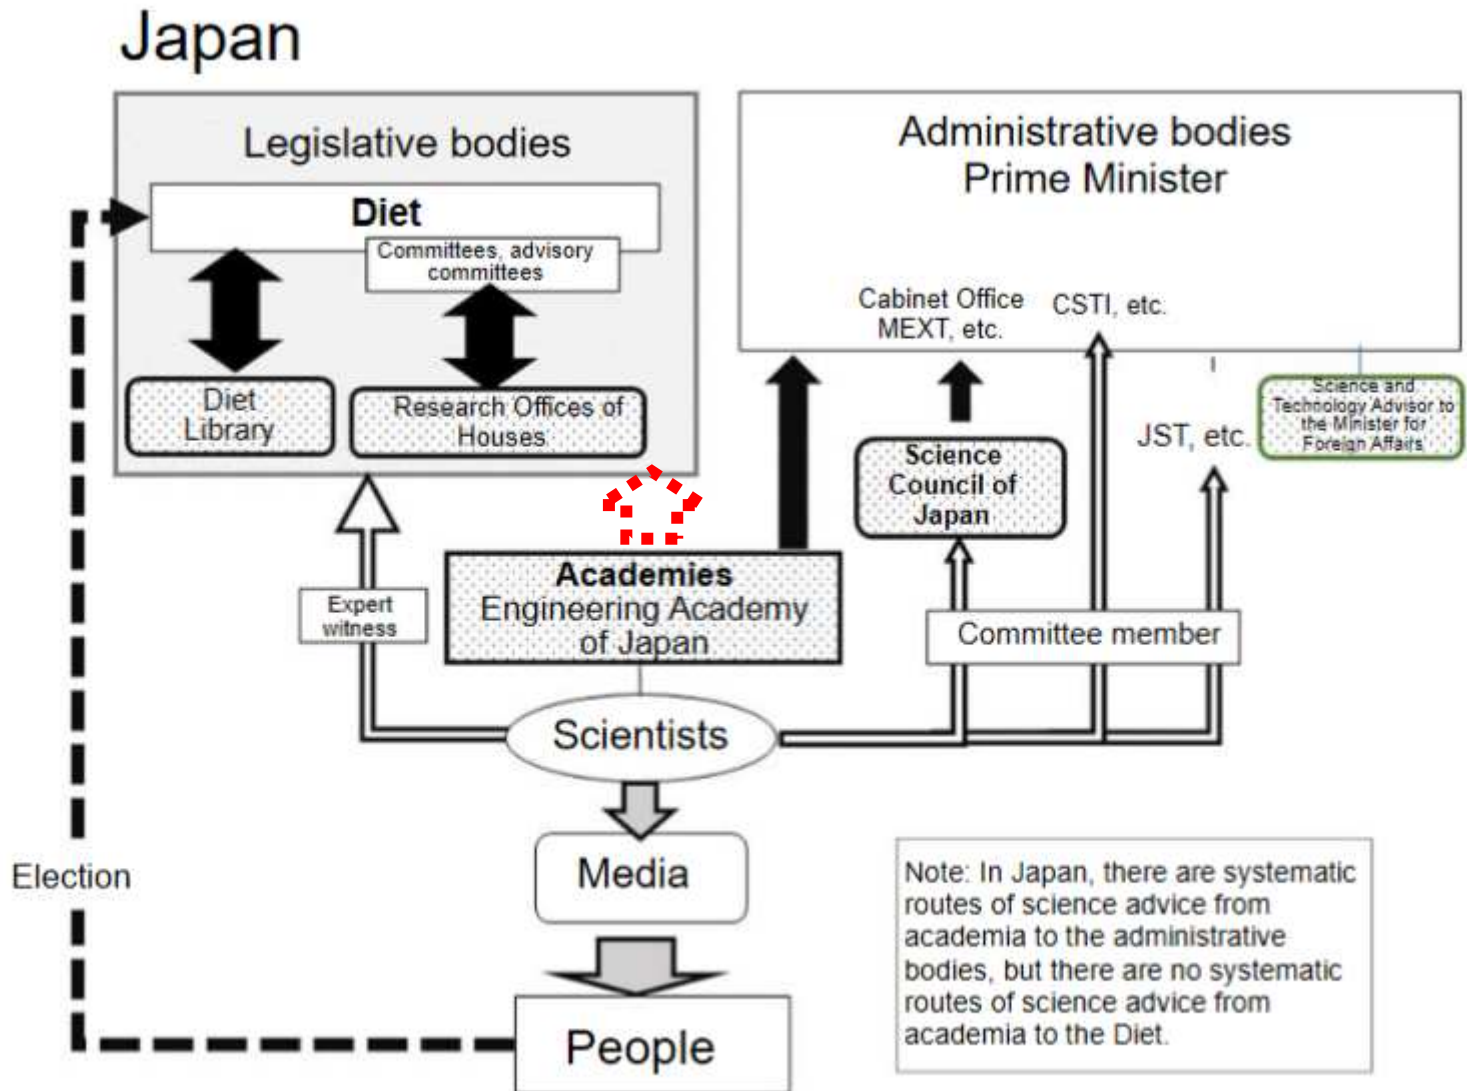 Japan
Legislative bodies
Diet
Committees, advisory
committees
Diet
Library
Research Offices of
Houses
Administrative bodies
Prime Minister
Cabinet Office
MEXT, etc.
CSTI, etc.
JST, etc.
Science and
Technology Advisor to
the Minister for
Foreign Affairs
Science
Council of
Japan
Expert
witness
Academies
Engineering Academy
of Japan
Committee member
Scientists
Media
People
Election
Note: In Japan, there are systematic
routes of science advice from
academia to the administrative
bodies, but there are no systematic
routes of science advice from
academia to the Diet.